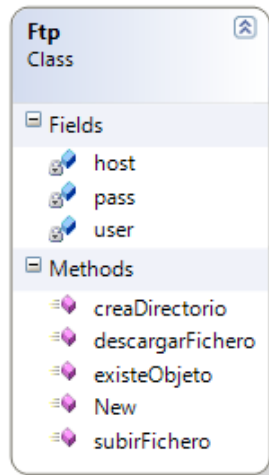 Ftp
Class
Fields
host
pass
user
Methods
creaDirectorio
descargarFichero
existeObjeto
New
subirFichero